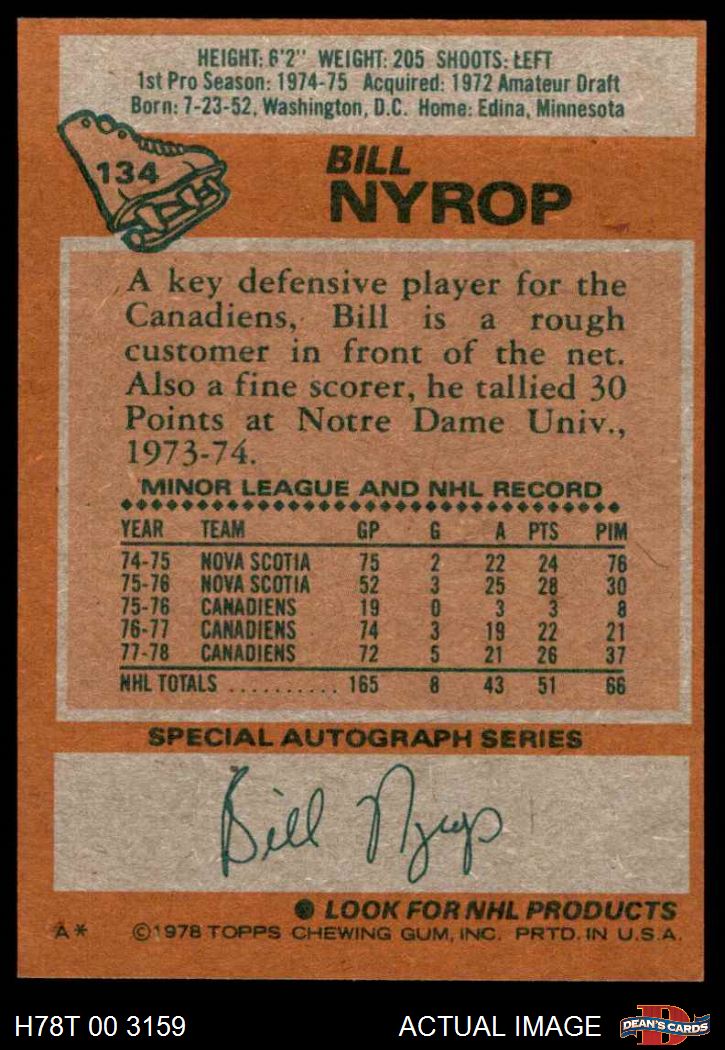 HEIGHT: 6'2" WEIGHT: 205 SHOOTS: LEFT
1st Pro Season: 1974-75 Acquired: 1972 Amateur Draft
Born: 7-23-52, Washington, D.C. Home: Edina, Minnesota
134
BILL
NYROP
A key defensive player for the
Canadiens, Bill is a rough
customer in front of the net.
Also a fine scorer, he tallied 30
Points at Notre Dame Univ.,
1973-74.
MINOR LEAGUE AND NHL RECORD
YEAR TEAM GP G A PTS PIM
74-75 NOVA SCOTIA 75 2 22 24 76
75-76 NOVA SCOTIA 52 3 25 28 30
75-76 CANADIENS 19 0 3 3 8
76-77 CANADIENS 74 3 19 22 21
77-78 CANADIENS 72 5 21 26 37
NHL TOTALS .......... 165 8 43 51 66
SPECIAL AUTOGRAPH SERIES
Bill Nyrop
LOOK FOR NHL PRODUCTS
A* ©1978 TOPPS CHEWING GUM, INC. PRTD. IN U.S.A.
H78T 00 3159 ACTUAL IMAGE
D
DEAN'S CARDS